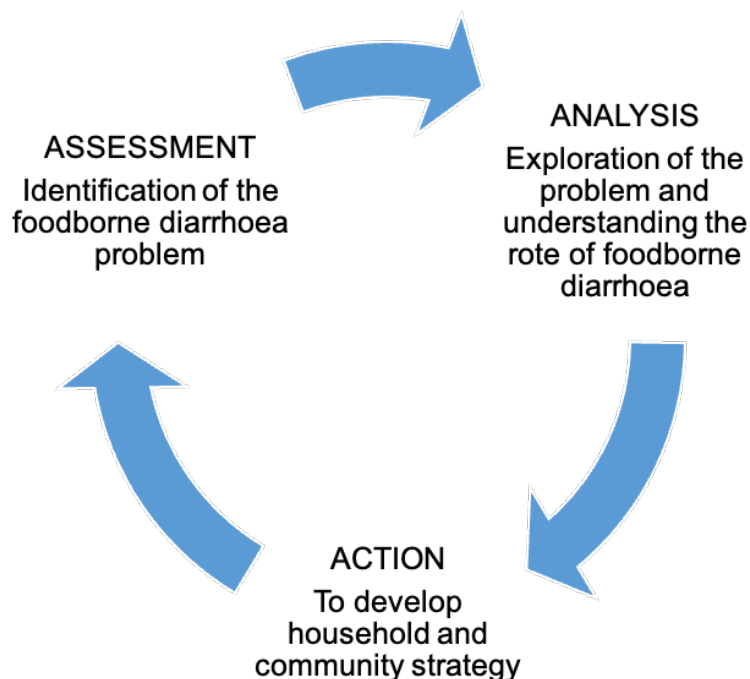 ASSESSMENT
Identification of the
foodborne diarrhoea
problem
ANALYSIS
Exploration of the
problem and
understanding the
rote of foodborne
diarrhoea
ACTION
To develop
household and
community strategy